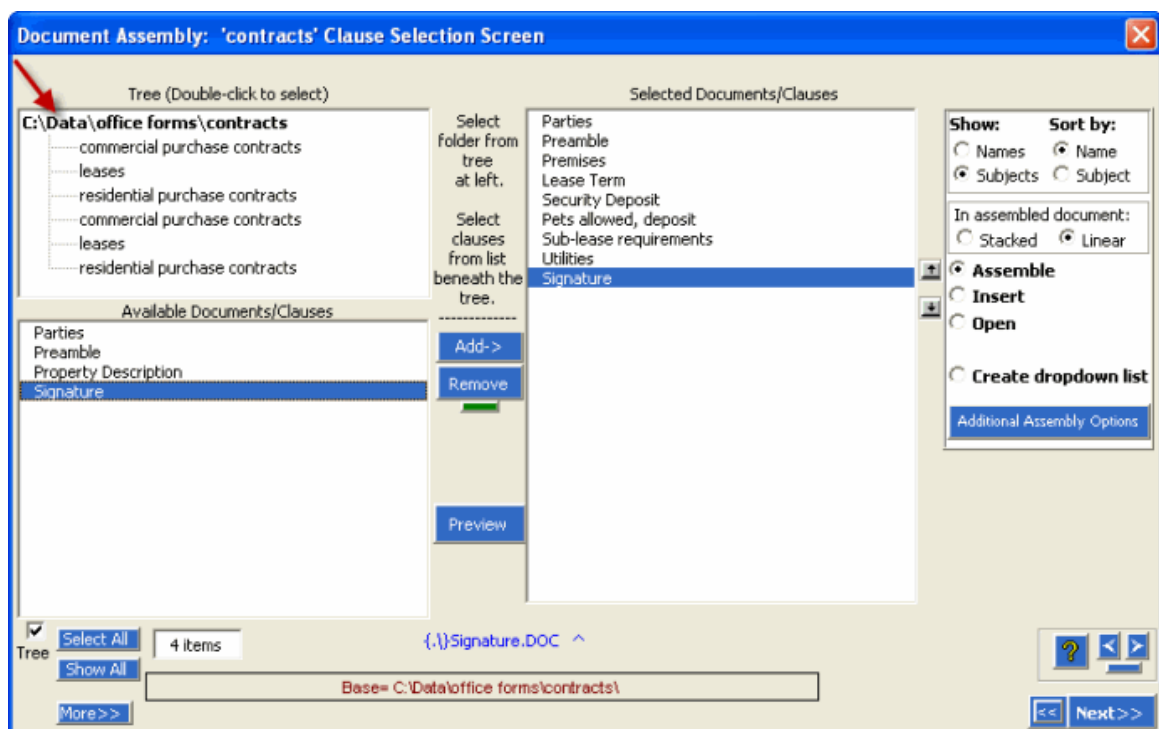 Document Assembly: 'contracts' Clause Selection Screen
Tree (Double-click to select)
C:\Data\office forms\contracts
commercial purchase contracts
leases
residential purchase contracts
commercial purchase contracts
leases
residential purchase contracts
Available Documents/Clauses
Parties
Preamble
Property Description
Signature
Select
folder from
tree
at left.
Select
clauses
from list
beneath the
tree.
-------------
Add->
Remove
Preview
Selected Documents/Clauses
Parties
Preamble
Premises
Lease Term
Security Deposit
Pets allowed, deposit
Sub-lease requirements
Utilities
Signature
Show: Sort by:
Names Name
Subjects Subject
In assembled document:
Stacked Linear
Assemble
Insert
Open
Create dropdown list
Additional Assembly Options
Tree
Select All
4 items
{.\}Signature.DOC ^
Show All
Base= C:\Data\office forms\contracts\
More>>
?
< >
<< Next>>